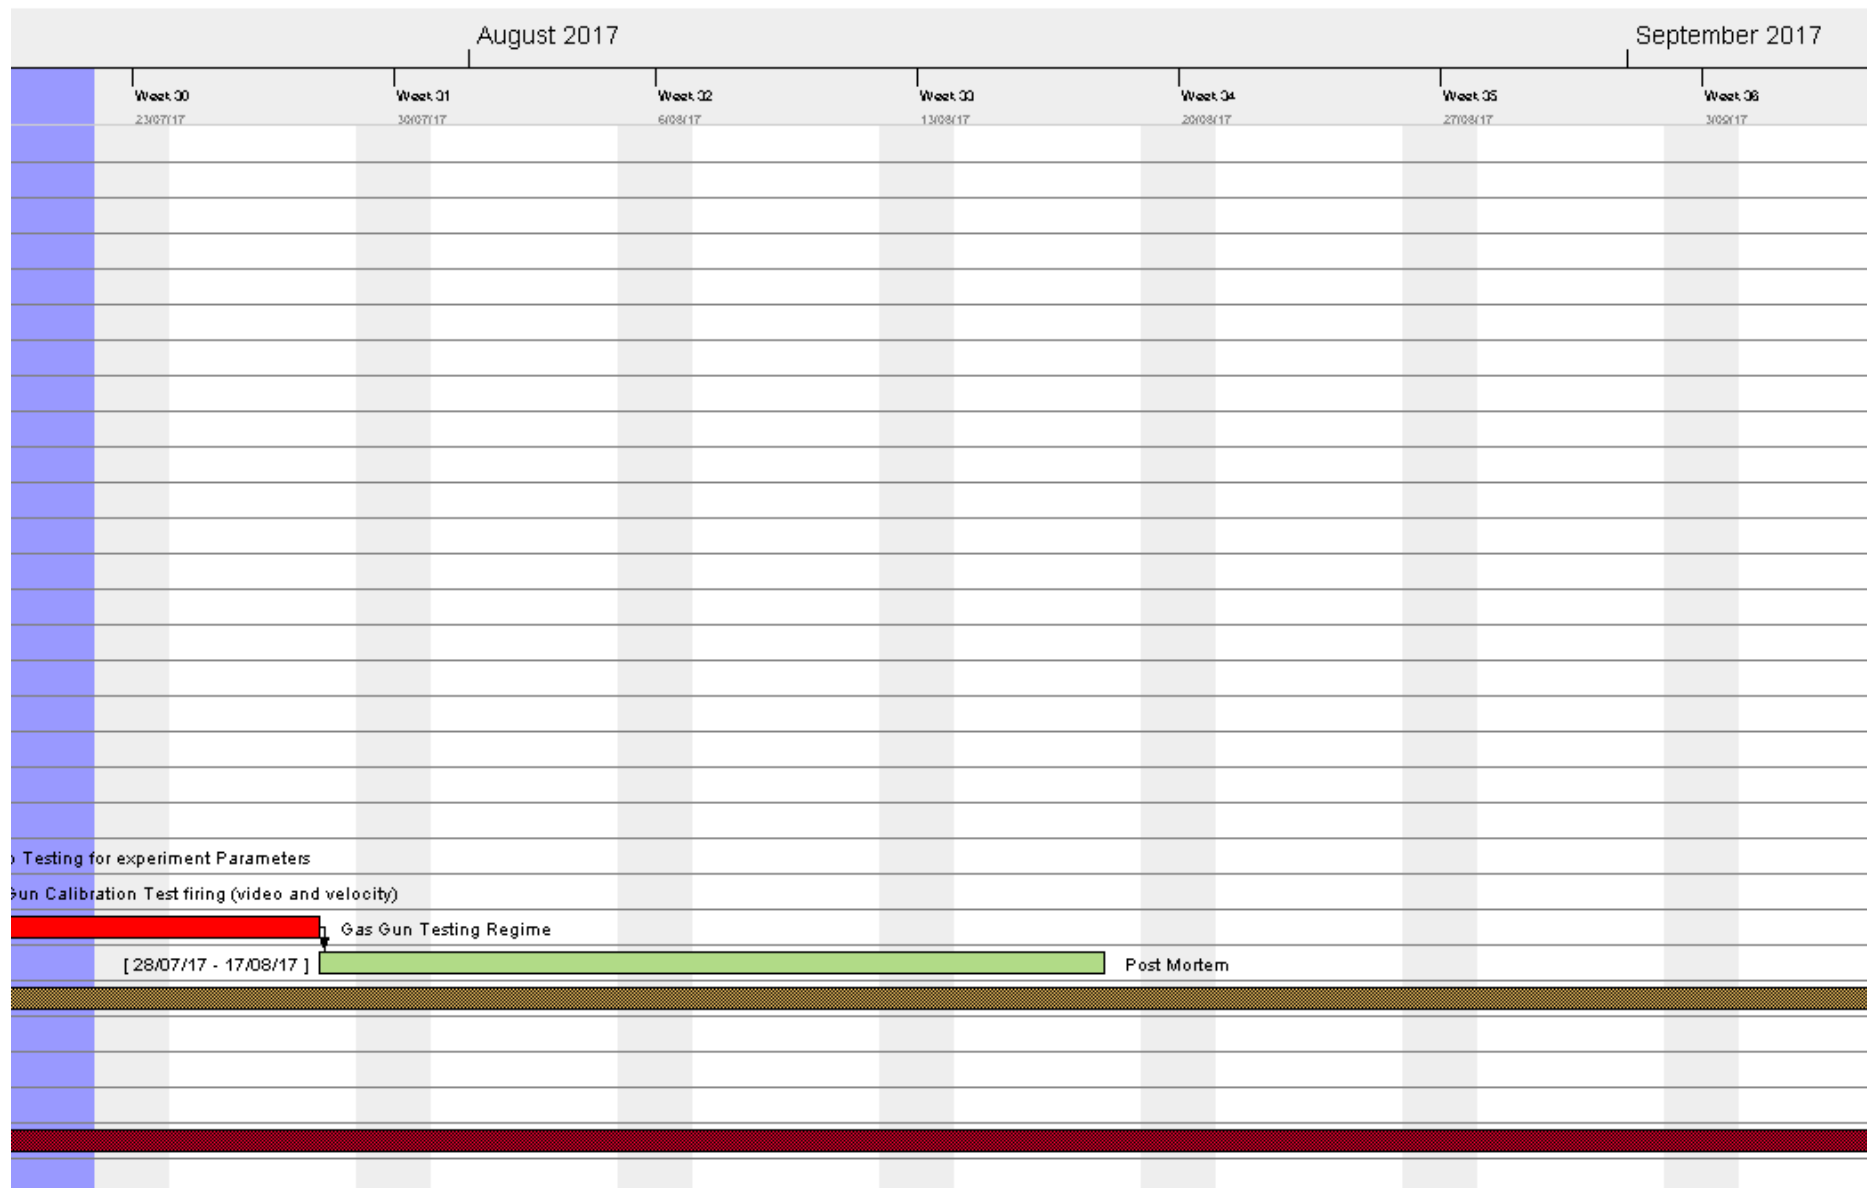 August 2017 September 2017
Week 30 Week 31 Week 32 Week 33 Week 34 Week 35 Week 36
23/07/17 30/07/17 6/08/17 13/08/17 20/08/17 27/08/17 3/09/17
Testing for experiment Parameters
Gun Calibration Test firing (video and velocity)
Gas Gun Testing Regime
[ 28/07/17 - 17/08/17 ] Post Mortem